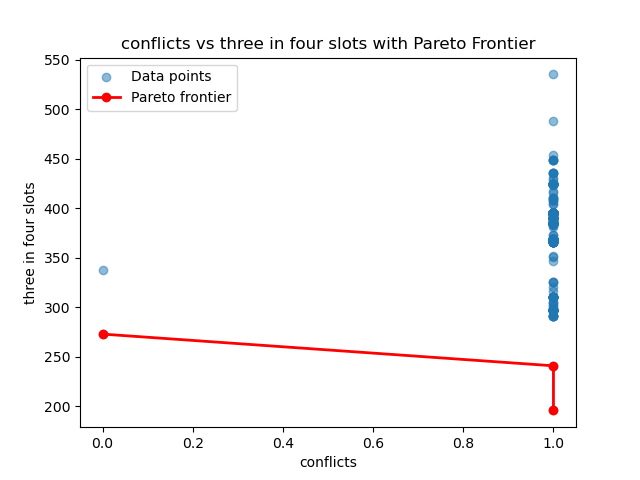 conflicts vs three in four slots with Pareto Frontier
Data points
Pareto frontier
three in four slots
550
500
450
400
350
300
250
200
0.0 0.2 0.4 0.6 0.8 1.0
conflicts